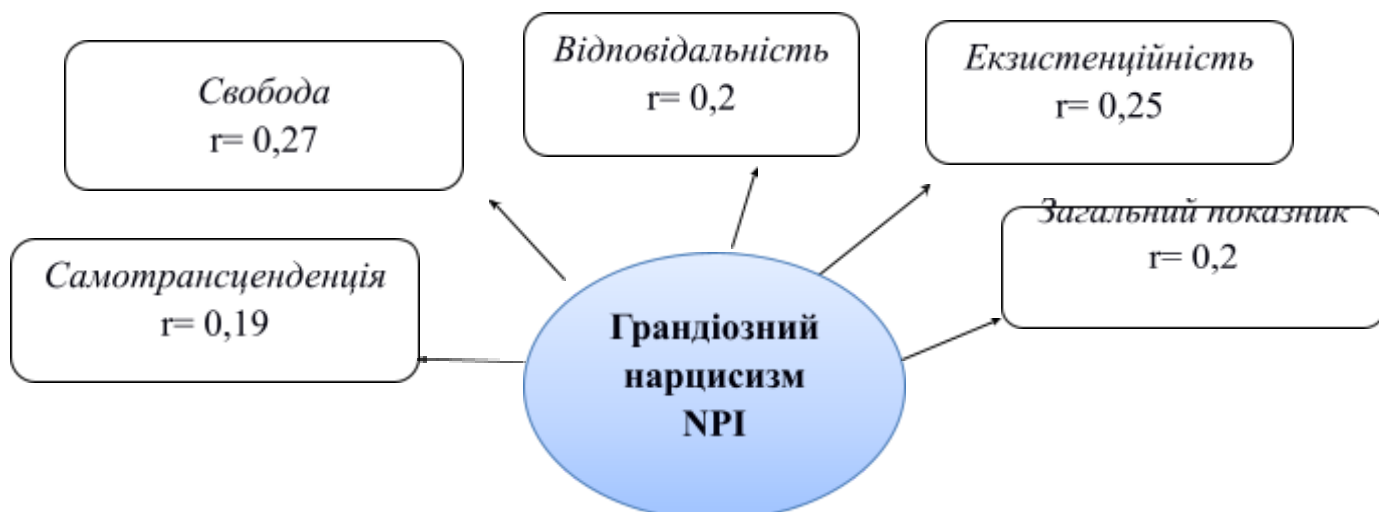 Свобода
r= 0,27
Відповідальність
r= 0,2
Екзистенційність
r= 0,25
Самотрансценденція
r= 0,19
Загальний показник
r= 0,2
Грандіозний
нарцисизм
NPI